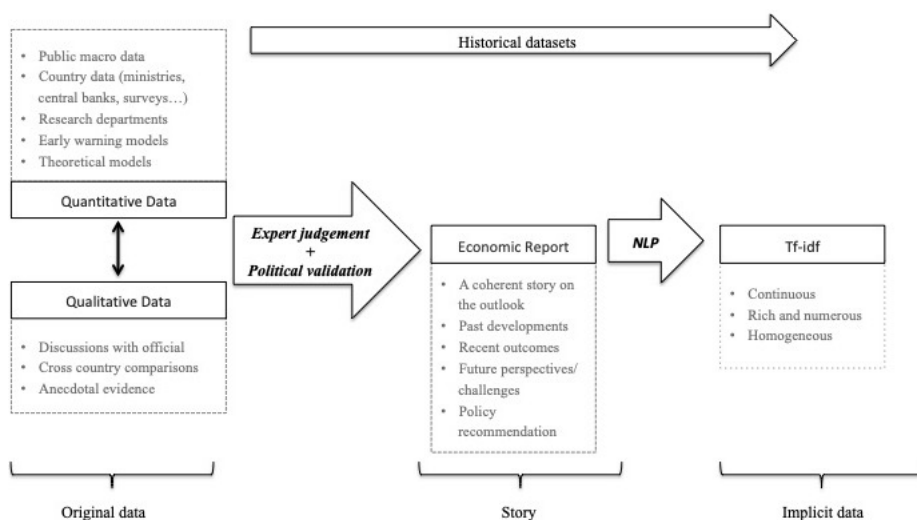 Historical datasets
• Public macro data
• Country data (ministries,
central banks, surveys…)
• Research departments
• Early warning models
• Theoretical models
Quantitative Data
Qualitative Data
• Discussions with official
• Cross country comparisons
• Anecdotal evidence
Original data
Expert judgement
+
Political validation
Economic Report
• A coherent story on
the outlook
• Past developments
• Recent outcomes
• Future perspectives/
challenges
• Policy
recommendation
Story
NLP
Tf-idf
• Continuous
• Rich and numerous
• Homogeneous
Implicit data